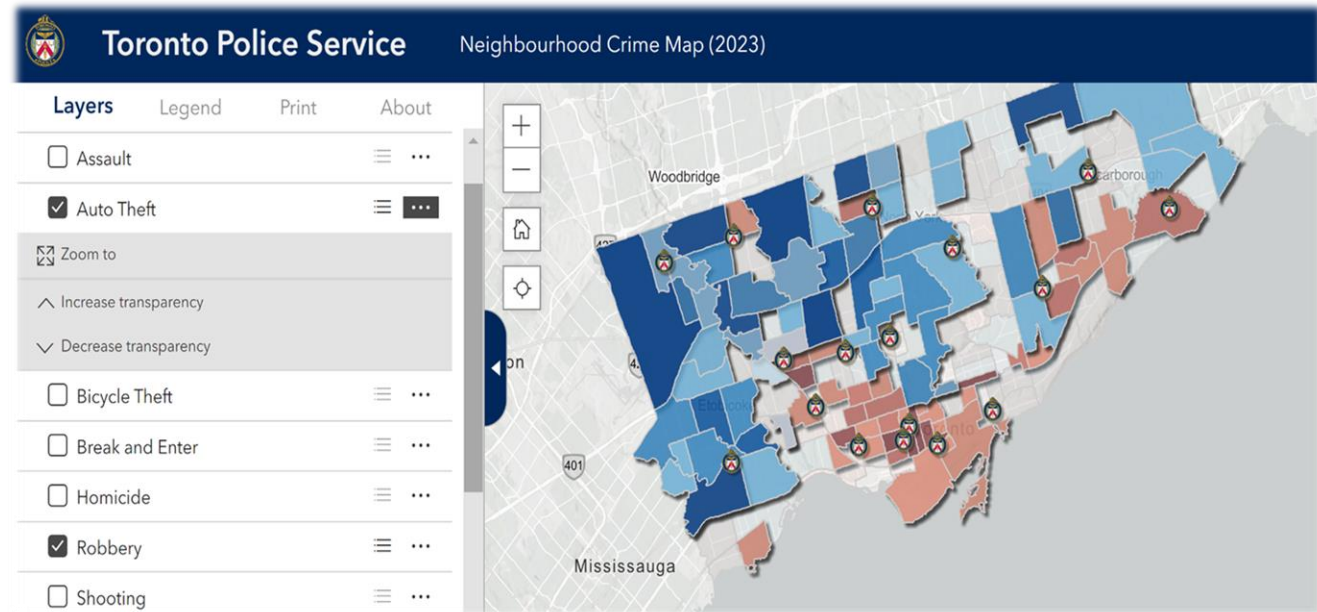 Toronto Police Service
Neighbourhood Crime Map (2023)
Layers Legend Print About
Assault
Auto Theft
Zoom to
Increase transparency
Decrease transparency
Bicycle Theft
Break and Enter
Homicide
Robbery
Shooting
Woodbridge
carborough
401
Mississauga